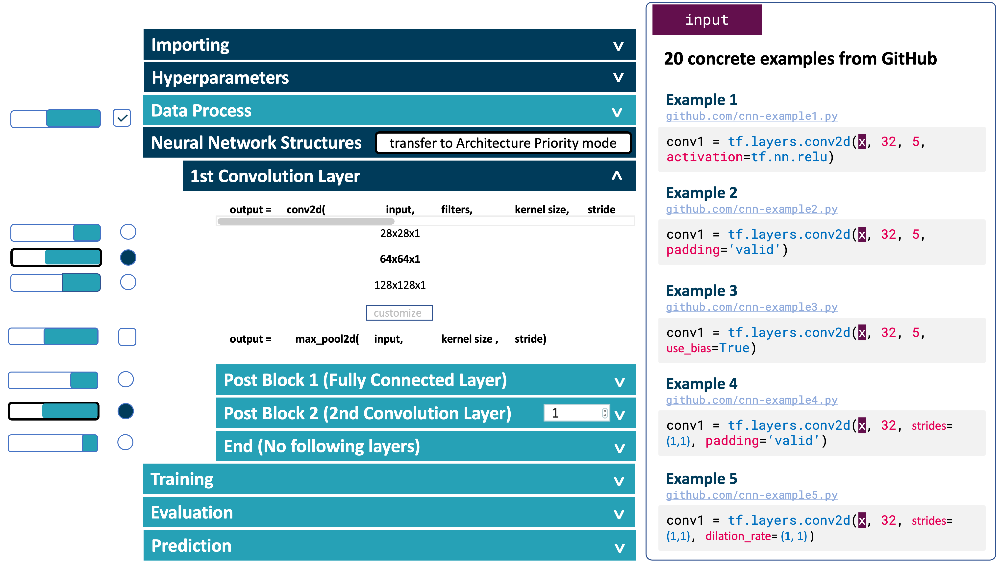 Importing
Hyperparameters
Data Process
Neural Network Structures
transfer to Architecture Priority mode
1st Convolution Layer
output = conv2d( input, filters, kernel size, stride
28x28x1
64x64x1
128x128x1
customize
output = max_pool2d( input, kernel size , stride)
Post Block 1 (Fully Connected Layer)
Post Block 2 (2nd Convolution Layer) 1
End (No following layers)
Training
Evaluation
Prediction
input
20 concrete examples from GitHub
Example 1
github.com/cnn-example1.py
conv1 = tf.layers.conv2d(x, 32, 5,
activation=tf.nn.relu)
Example 2
github.com/cnn-example2.py
conv1 = tf.layers.conv2d(x, 32, 5,
padding=‘valid’)
Example 3
github.com/cnn-example3.py
conv1 = tf.layers.conv2d(x, 32, 5,
use_bias=True)
Example 4
github.com/cnn-example4.py
conv1 = tf.layers.conv2d(x, 32, strides=
(1,1), padding=‘valid’)
Example 5
github.com/cnn-example5.py
conv1 = tf.layers.conv2d(x, 32, strides=
(1,1), dilation_rate= (1, 1) )